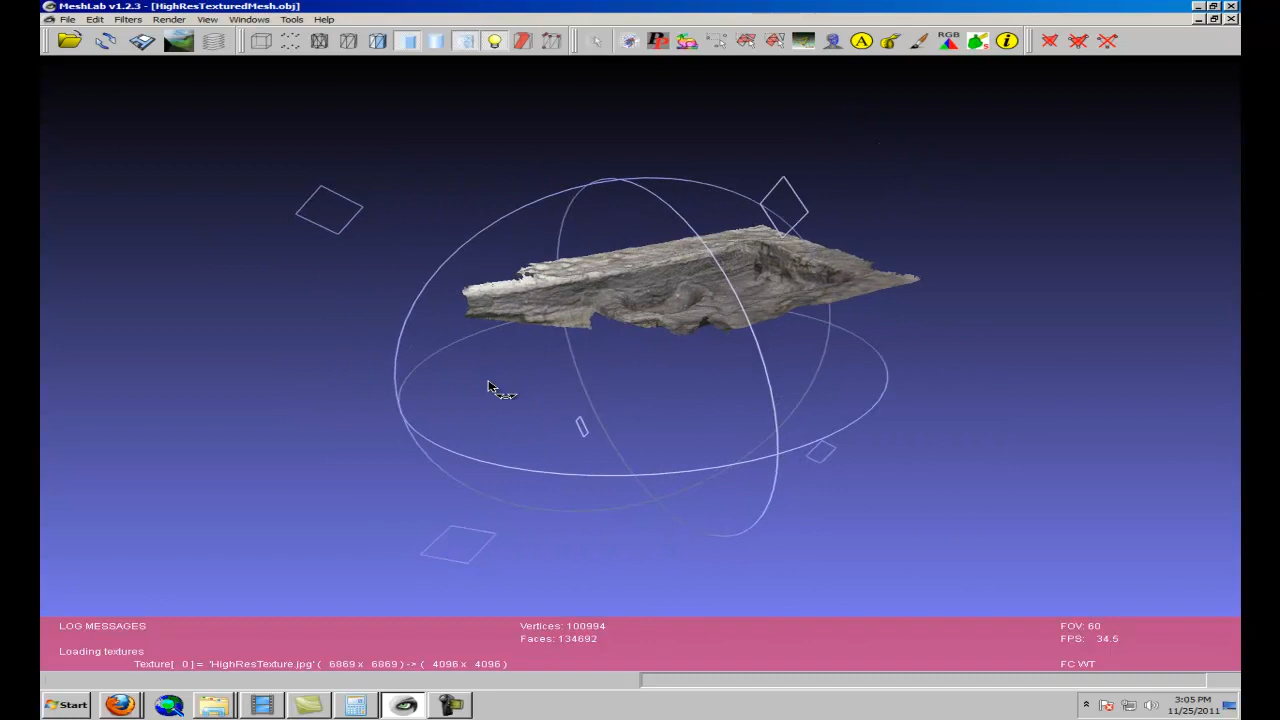 MeshLab v1.2.3 - [HighResTexturedMesh.obj]
File Edit Filters Render View Windows Tools Help
A RGB i
LOG MESSAGES
Vertices: 100994
FOV: 60
Faces: 134692
FPS: 34.5
Loading textures
Texture[ 0 ] = 'HighResTexture.jpg' ( 6869 x 6869 ) -> ( 4096 x 4096 )
FC WT
Start
3:05 PM
11/25/2011